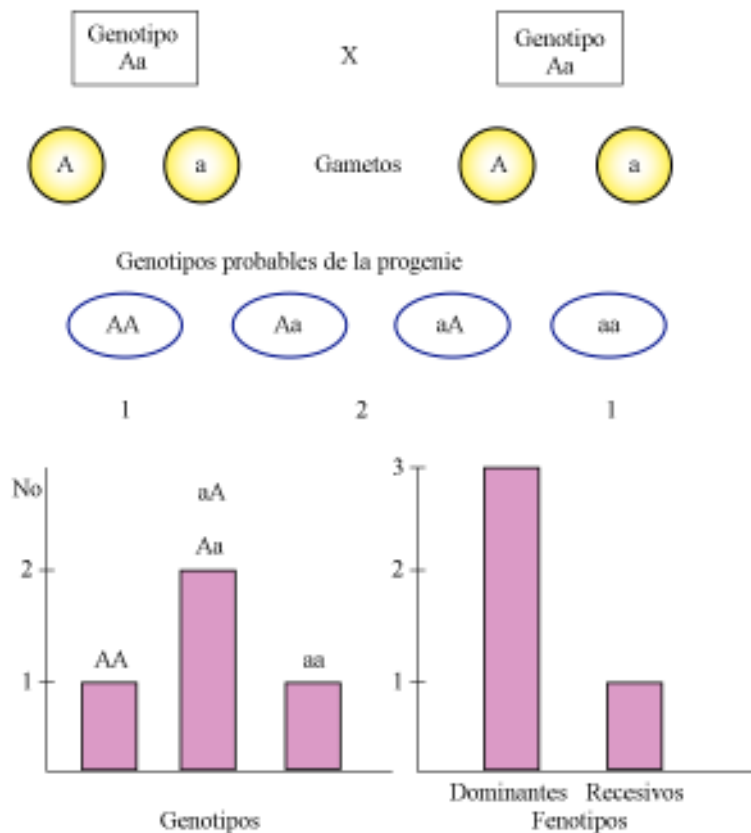 Genotipo
Aa
X
Genotipo
Aa
A
a
Gametos
A
a
Genotipos probables de la progenie
AA
Aa
aA
aa
1
2
1
No
2
1
AA
aA
Aa
aa
Genotipos
3
2
1
Dominantes
Recesivos
Fenotipos